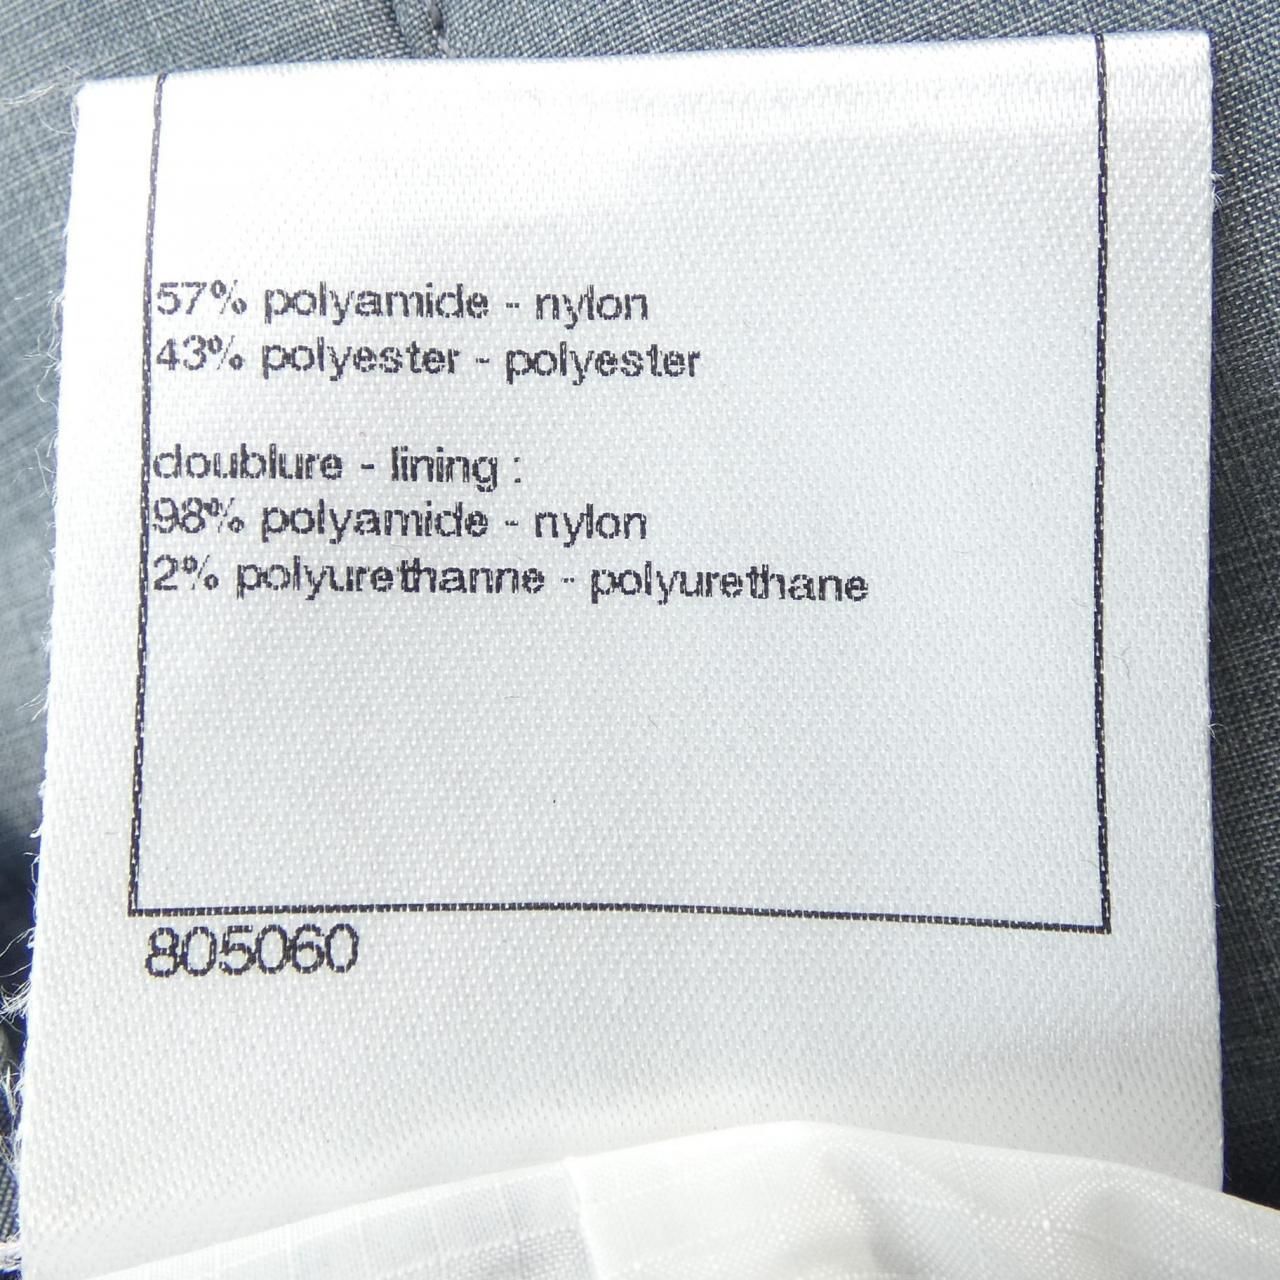 57% polyamide - nylon
43% polyester - polyester
doublure - lining :
98% polyamide - nylon
2% polyurethanne - polyurethane
805060